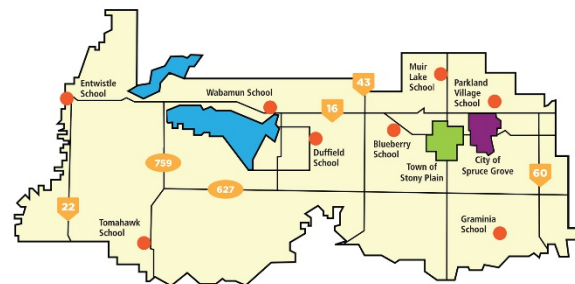 Entwistle
School
Wabamun School
43
Muir
Lake
School
Parkland
Village
School
16
Duffield
School
Blueberry
School
Town of
Stony Plain
City of
Spruce Grove
759
627
60
22
Tomahawk
School
Graminia
School